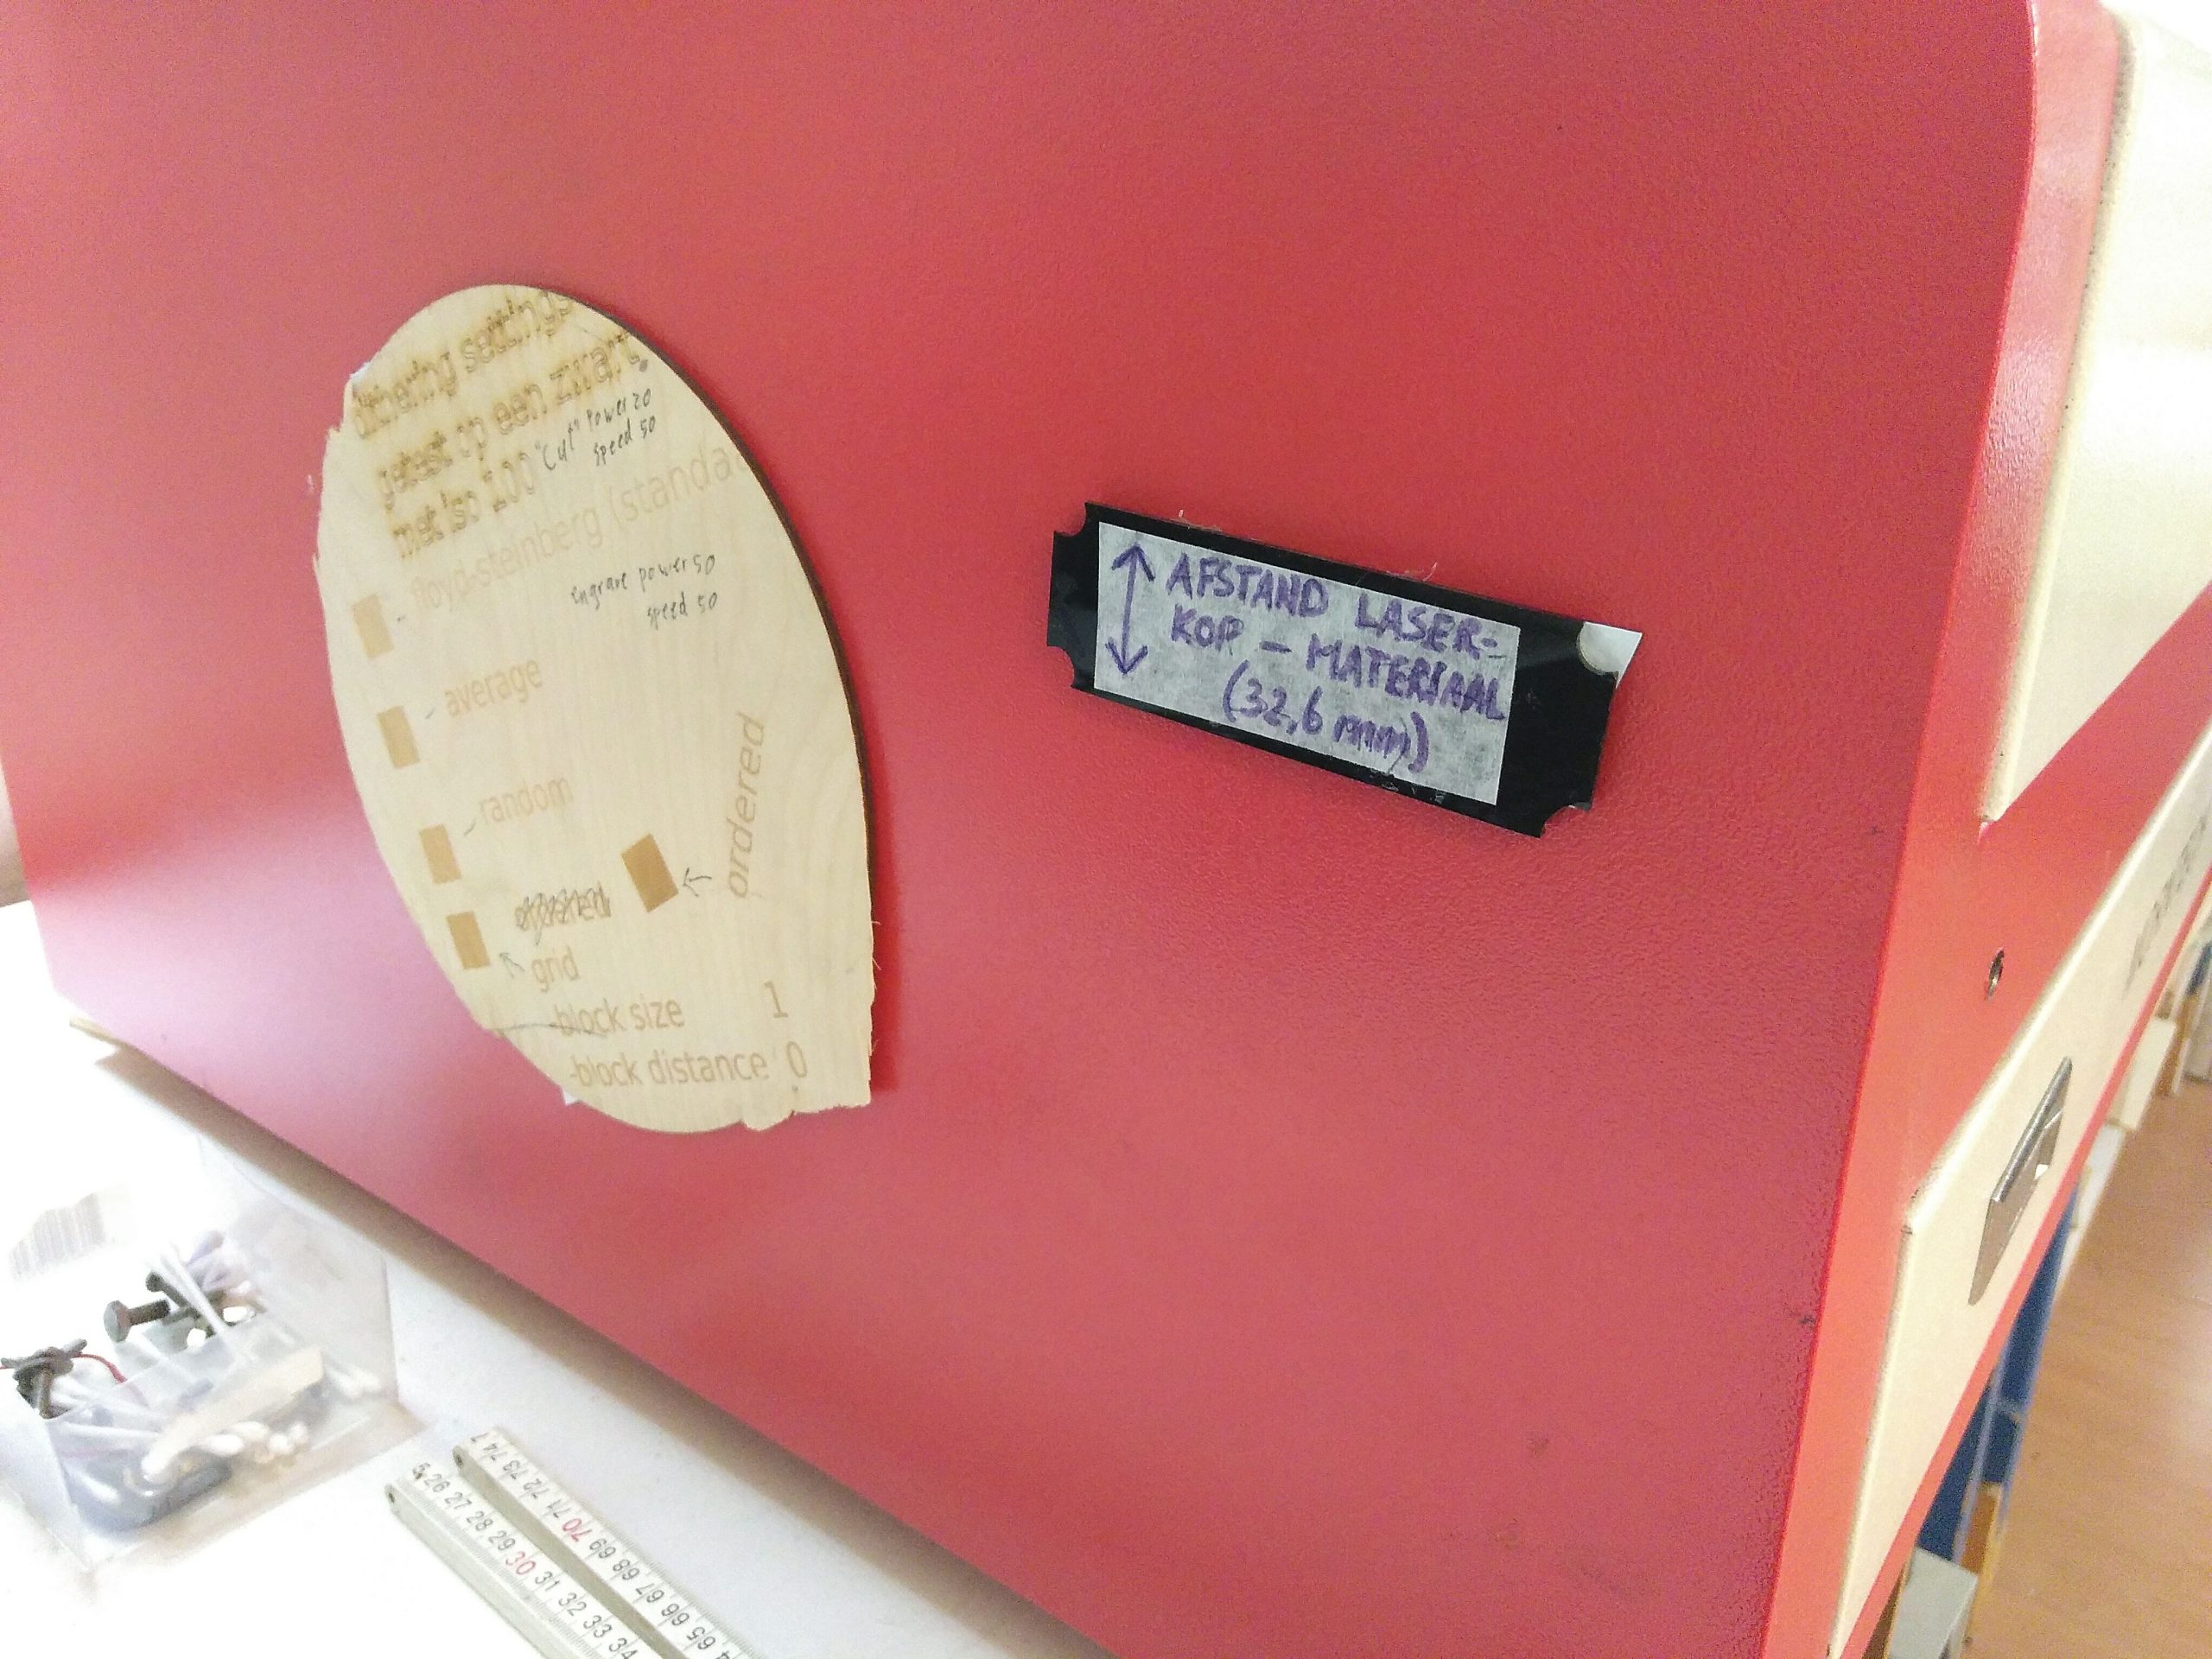 dithering settings
getest op een zwart
met iso 100
"Cut" Power 20
speed 50
floyd-steinberg (standaa
engrave power 50
speed 50
average
random
ordered
grid
-block size 1
-block distance 0
AFSTAND LASER-
KOP – MATERIAAL
(32,6 mm)
74 73 72 71 70 69 68 67 66 65
26 27 28 29 30 31 32 33 34